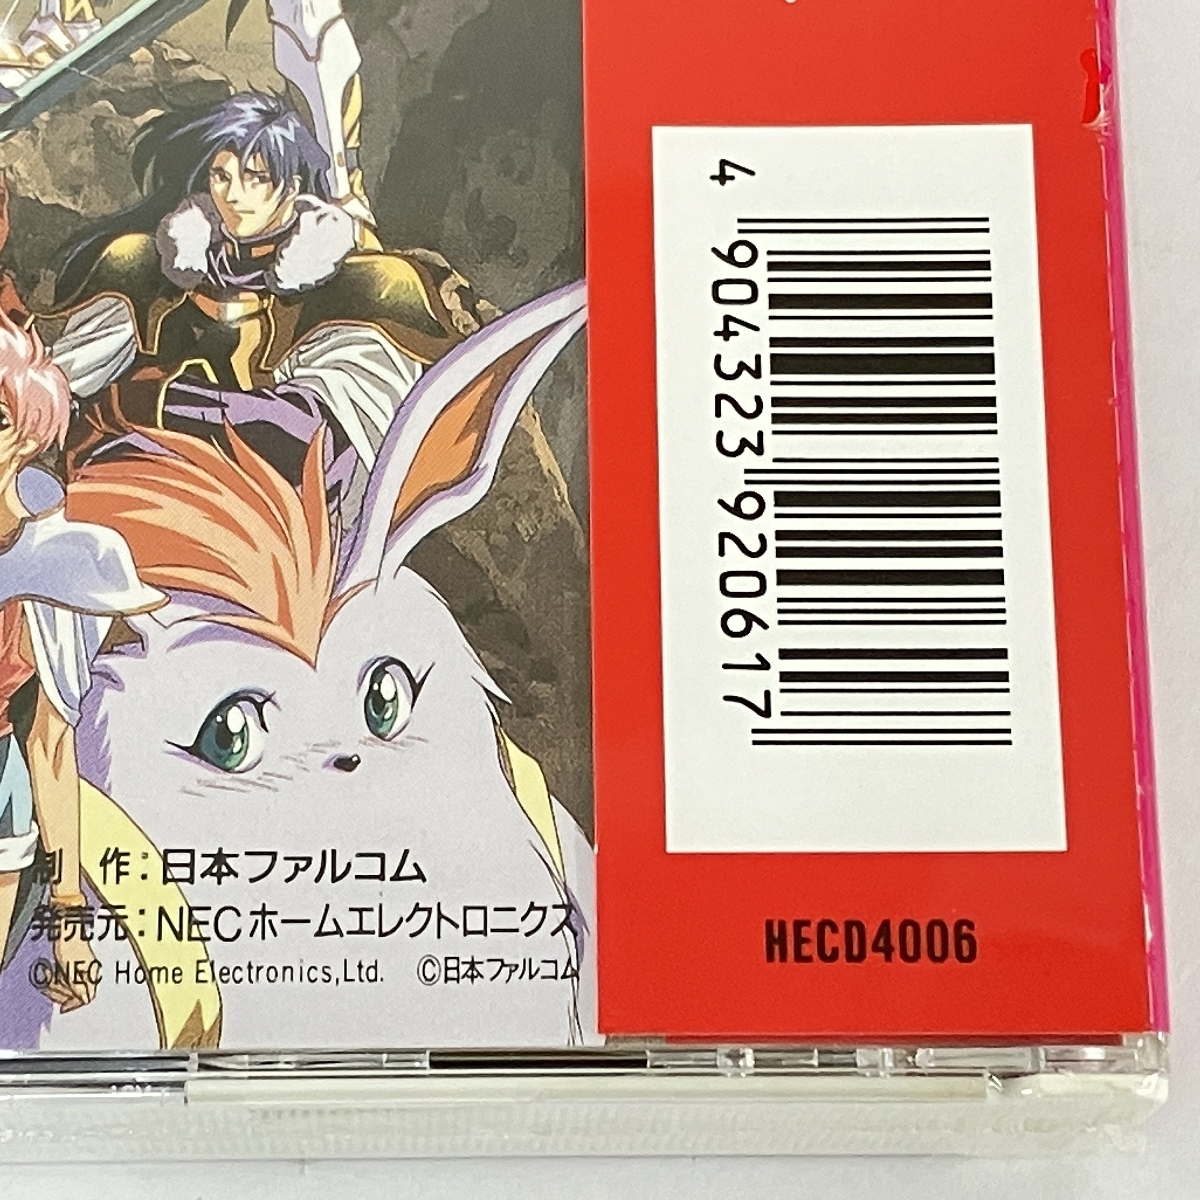 制　作：日本ファルコム
発売元：NECホームエレクトロニクス
©NEC Home Electronics,Ltd.　©日本ファルコム
4 904323 920617
HECD4006